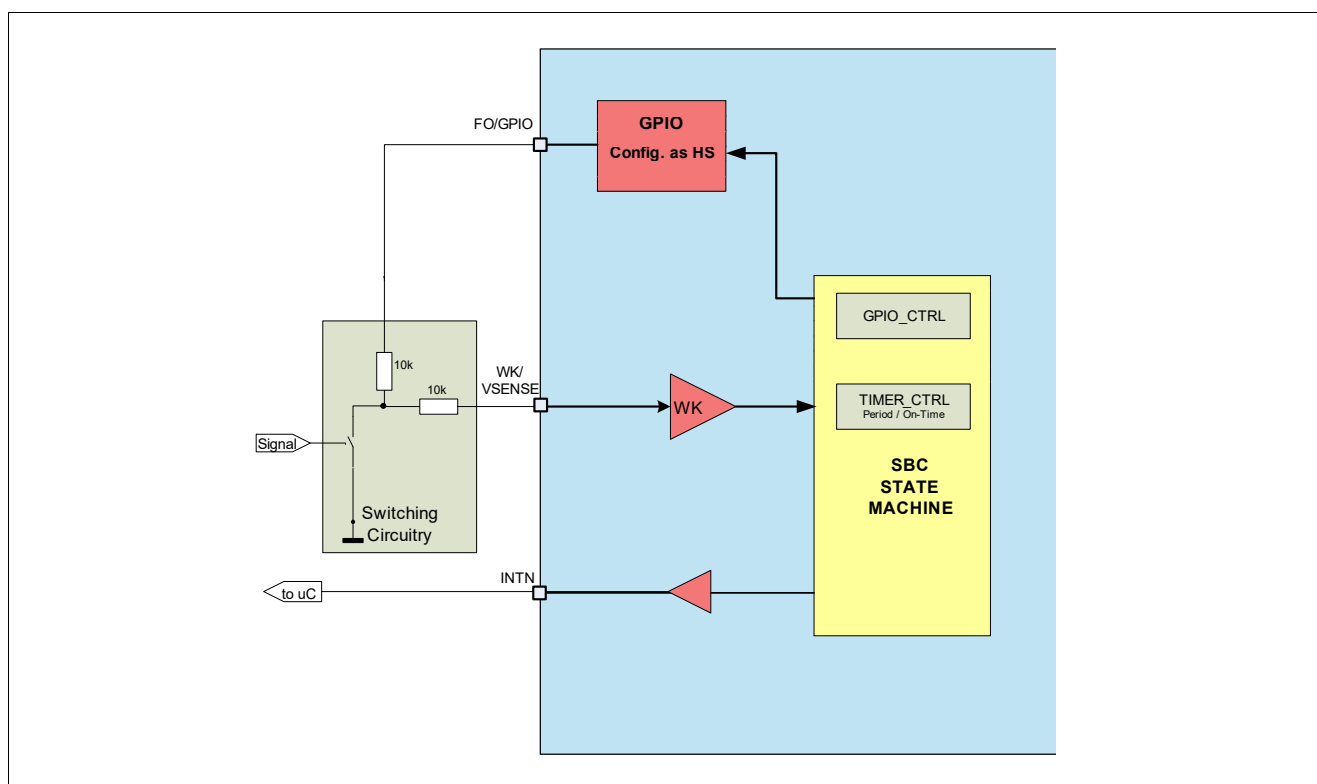 FO/GPIO
GPIO
Config. as HS
GPIO_CTRL
10k
10k
WK/
VSENSE
WK
TIMER_CTRL
Period / On-Time
Signal
SBC
STATE
MACHINE
Switching
Circuitry
INTN
to uC